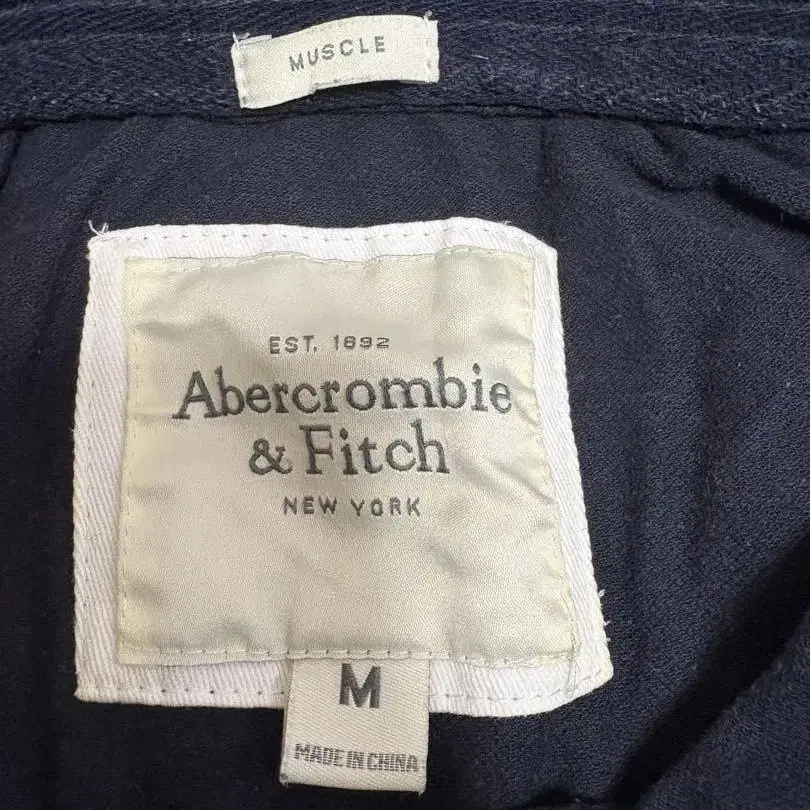 MUSCLE
EST. 1892
Abercrombie
& Fitch
NEW YORK
M
MADE IN CHINA